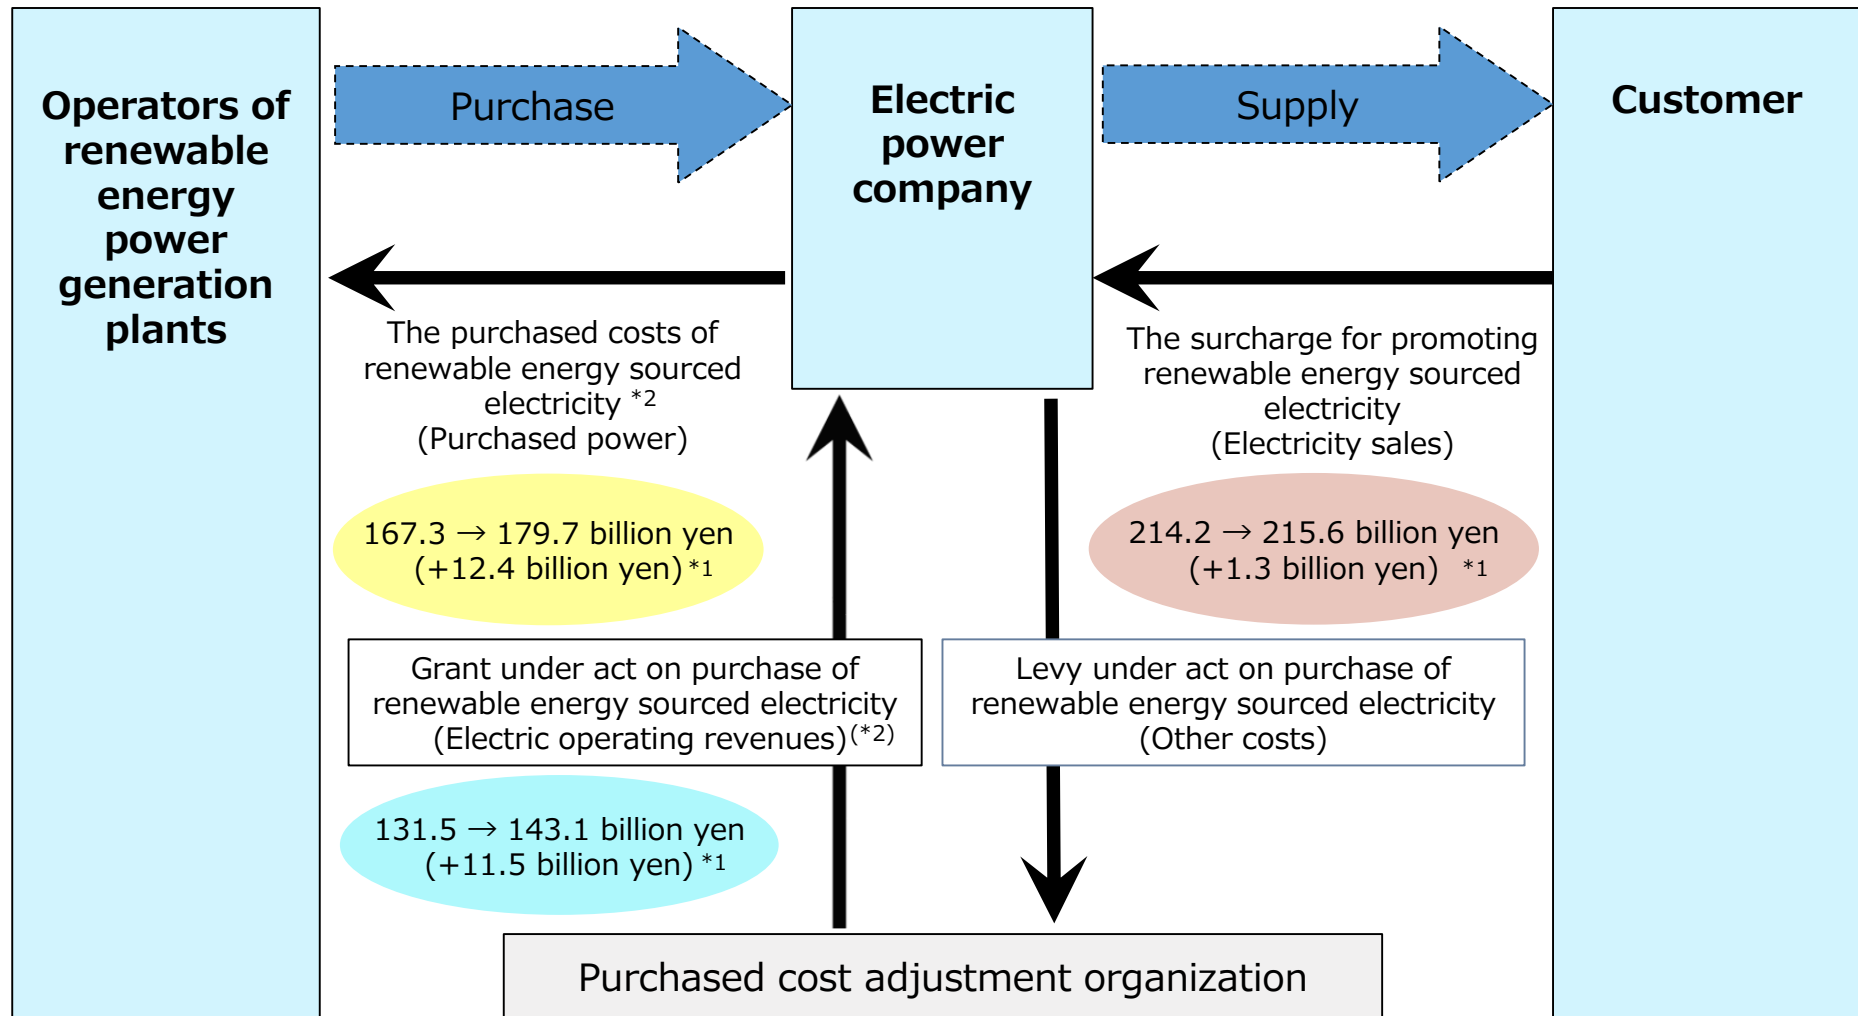 Operators of
renewable
energy
power
generation
plants
Purchase
Electric
power
company
Supply
Customer
The purchased costs of
renewable energy sourced
electricity *2
(Purchased power)
167.3 → 179.7 billion yen
(+12.4 billion yen) *1
The surcharge for promoting
renewable energy sourced
electricity
(Electricity sales)
214.2 → 215.6 billion yen
(+1.3 billion yen) *1
Grant under act on purchase of
renewable energy sourced electricity
(Electric operating revenues)(*2)
131.5 → 143.1 billion yen
(+11.5 billion yen) *1
Levy under act on purchase of
renewable energy sourced electricity
(Other costs)
Purchased cost adjustment organization